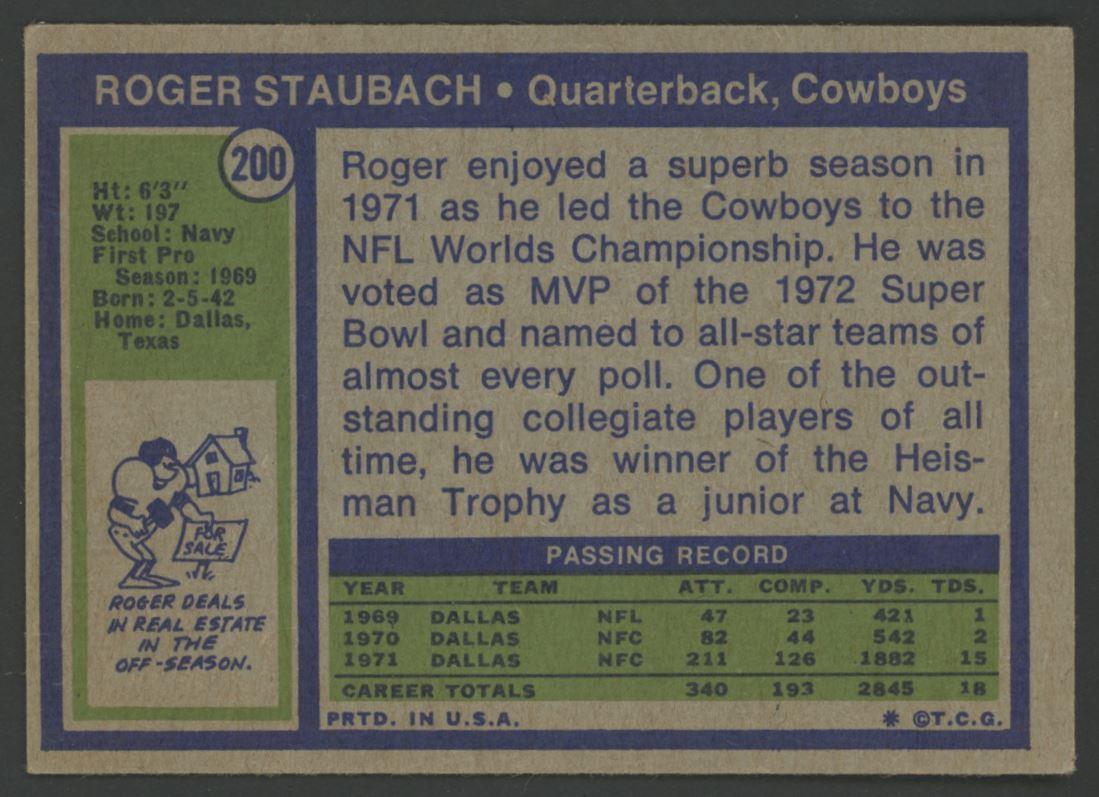 ROGER STAUBACH • Quarterback, Cowboys
200
Ht: 6'3"
Wt: 197
School: Navy
First Pro
Season: 1969
Born: 2-5-42
Home: Dallas,
Texas
FOR
SALE
ROGER DEALS
IN REAL ESTATE
IN THE
OFF-SEASON.
Roger enjoyed a superb season in
1971 as he led the Cowboys to the
NFL Worlds Championship. He was
voted as MVP of the 1972 Super
Bowl and named to all-star teams of
almost every poll. One of the out-
standing collegiate players of all
time, he was winner of the Heis-
man Trophy as a junior at Navy.
PASSING RECORD
YEAR TEAM ATT. COMP. YDS. TDS.
1969 DALLAS NFL 47 23 421 1
1970 DALLAS NFC 82 44 542 2
1971 DALLAS NFC 211 126 1882 15
CAREER TOTALS 340 193 2845 18
PRTD. IN U.S.A. * ©T.C.G.